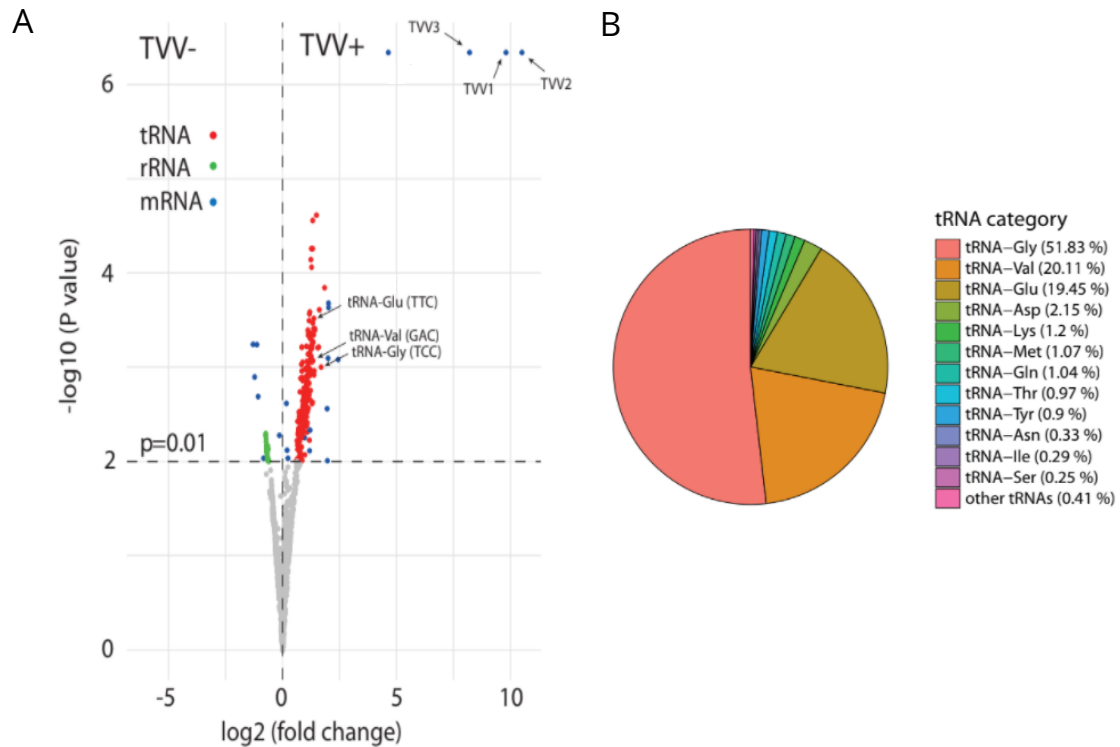 A
TVV-
TVV+
TVV3
TVV1
TVV2
tRNA
rRNA
mRNA
tRNA-Glu (TTC)
tRNA-Val (GAC)
tRNA-Gly (TCC)
p=0.01
-log10 (P value)
6
4
2
0
-5
0
5
10
log2 (fold change)
B
tRNA category
tRNA−Gly (51.83 %)
tRNA−Val (20.11 %)
tRNA−Glu (19.45 %)
tRNA−Asp (2.15 %)
tRNA−Lys (1.2 %)
tRNA−Met (1.07 %)
tRNA−Gln (1.04 %)
tRNA−Thr (0.97 %)
tRNA−Tyr (0.9 %)
tRNA−Asn (0.33 %)
tRNA−Ile (0.29 %)
tRNA−Ser (0.25 %)
other tRNAs (0.41 %)